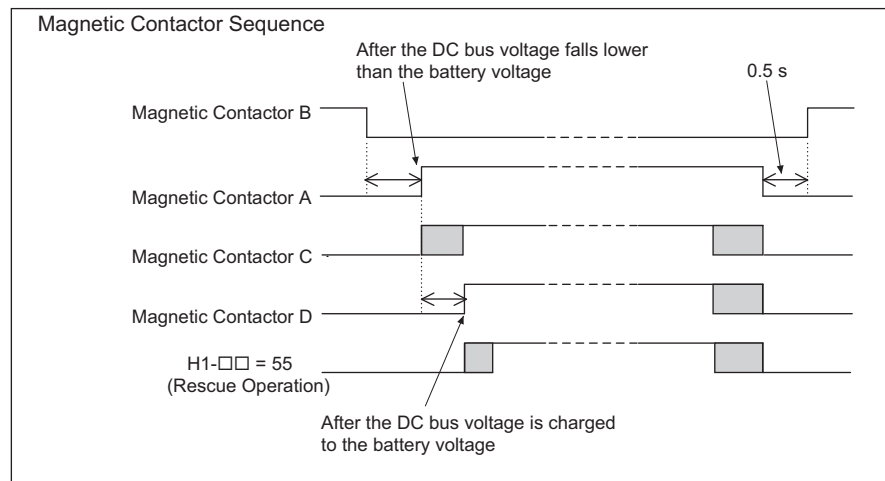 Magnetic Contactor Sequence
After the DC bus voltage falls lower
than the battery voltage
0.5 s
Magnetic Contactor B
Magnetic Contactor A
Magnetic Contactor C
Magnetic Contactor D
H1-□□ = 55
(Rescue Operation)
After the DC bus voltage is charged
to the battery voltage